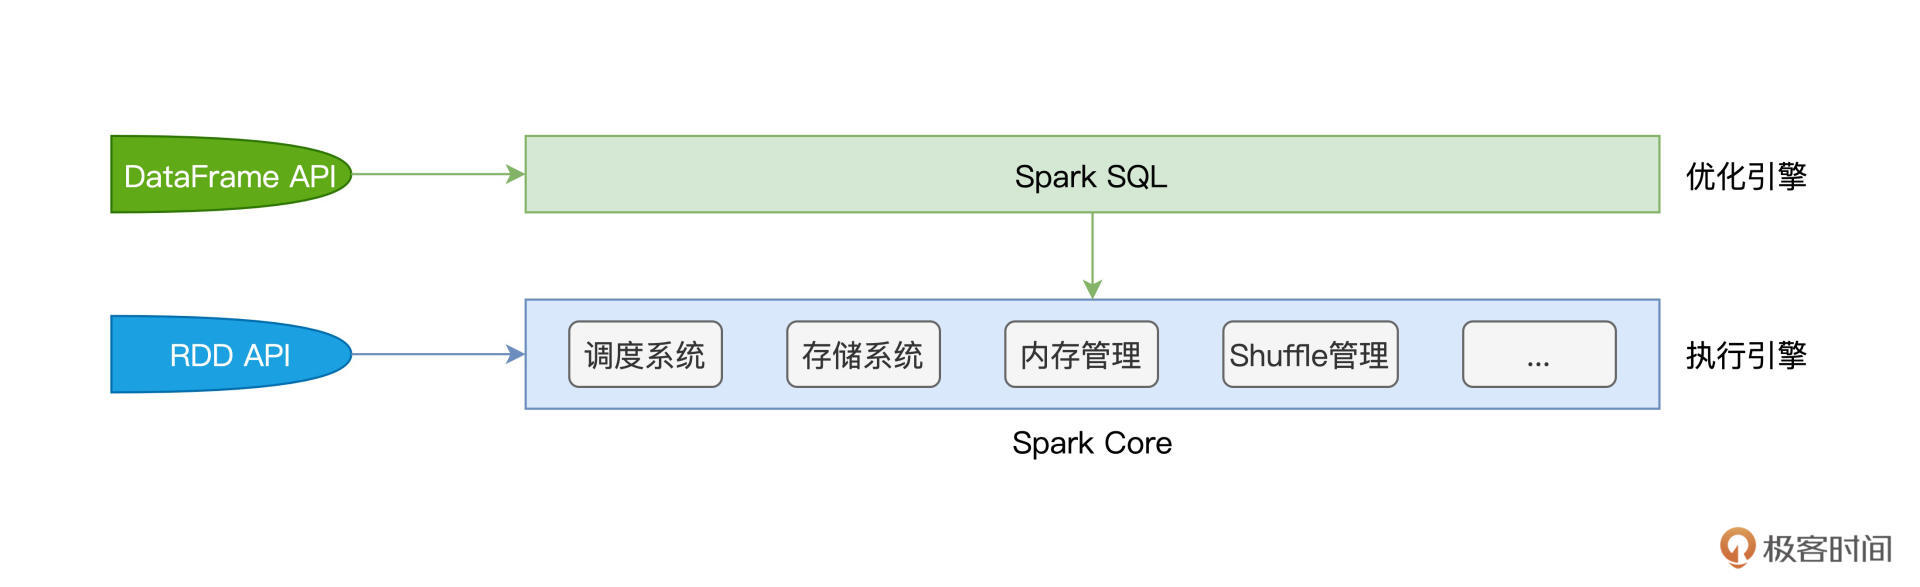 DataFrame API
Spark SQL
优化引擎
RDD API
调度系统
存储系统
内存管理
Shuffle管理
...
执行引擎
Spark Core
极客时间